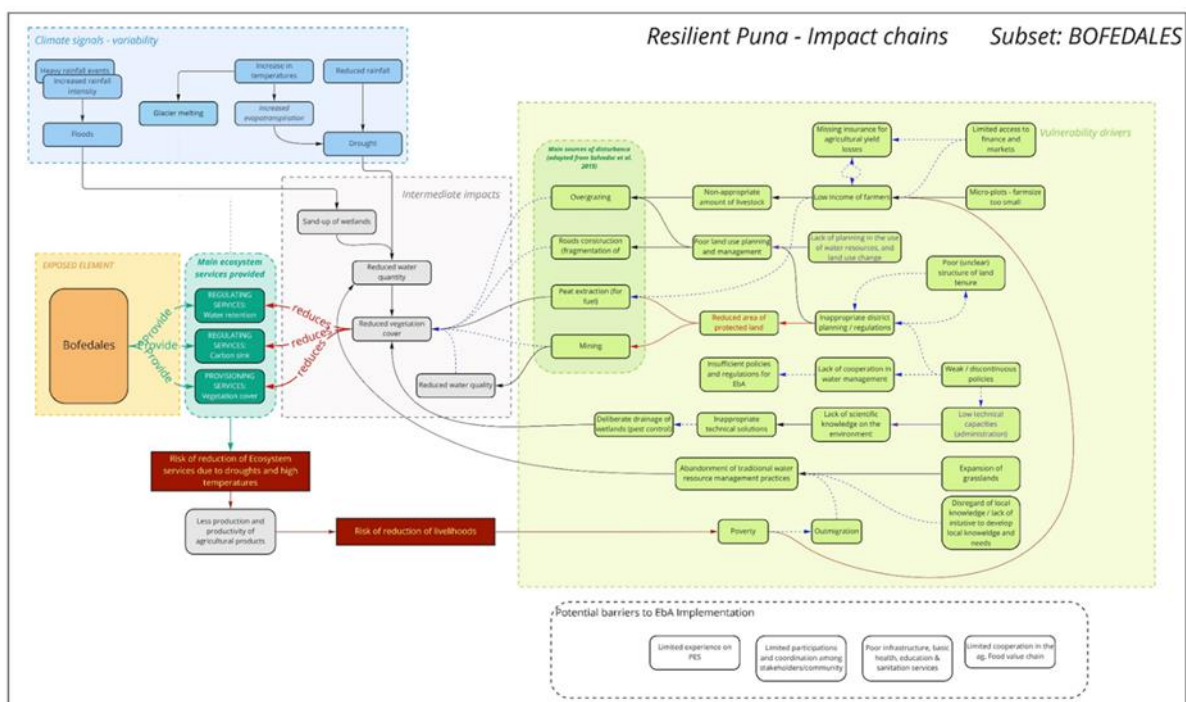 Resilient Puna - Impact chains Subset: BOFEDALES
Climate signals - variability
Heavy rainfall events
Increased rainfall
intensity
Floods
Increase in
temperatures
Glacier melting
Increased
evapotranspiration
Reduced rainfall
Drought
Intermediate impacts
Sand-up of wetlands
Reduced water
quantity
Reduced vegetation
cover
Reduced water quality
EXPOSED ELEMENT
Bofedales
Provide
Provide
Provide
Main ecosystem
services provided
REGULATING
SERVICES:
Water retention
REGULATING
SERVICES:
Carbon sink
PROVISIONING
SERVICES:
Vegetation cover
reduces
reduces
reduces
Risk of reduction of Ecosystem
services due to droughts and high
temperatures
Less production and
productivity of
agricultural products
Risk of reduction of livelihoods
Vulnerability drivers
Main sources of disturbance
(adapted from Salvador et al.
Overgrazing
Roads construction
(fragmentation of
Peat extraction (for
fuel)
Mining
Missing insurance for
agricultural yield
losses
Limited access to
finance and
markets
Non-appropriate
amount of livestock
Low income of farmers
Micro-plots - farmsize
too small
Poor land use planning
and management
Lack of planning in the use
of water resources, and
land use change
Poor (unclear)
structure of land
tenure
Reduced area of
protected land
Inappropriate district
planning / regulations
Insufficient policies
and regulations for
EbA
Lack of cooperation in
water management
Weak / discontinuous
policies
Deliberate drainage of
wetlands (pest control)
Inappropriate
technical solutions
Lack of scientific
knowledge on the
environment
Low technical
capacities
(administration)
Abandonment of tradicional water
resource management practices
Expansion of
grasslands
Disregard of local
knowledge / lack of
initutive to develop
local knoweldge and
needs
Poverty
Outmigration
Potential barriers to EbA Implementation
Limited experience on
PES
Limited participations
and coordination among
stakeholders/community
Poor infrastructure, basic
health, education &
sanitation services
Limited cooperation in the
ag. Food value chain